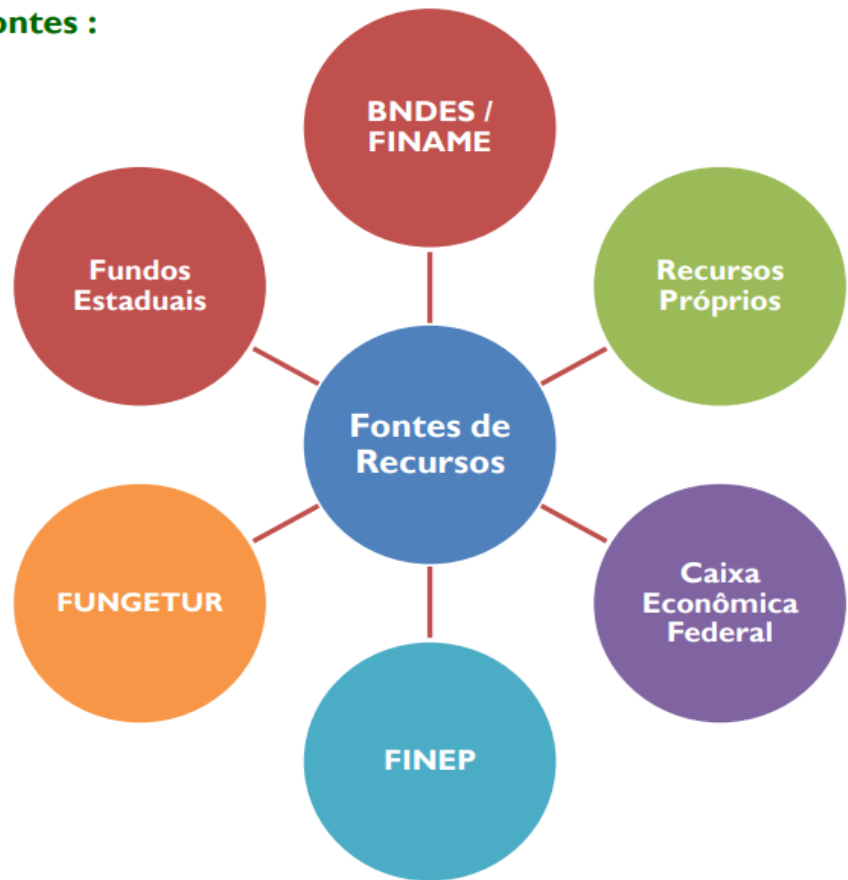 ontes :
BNDES /
FINAME
Fundos
Estaduais
Recursos
Próprios
Fontes de
Recursos
FUNGETUR
Caixa
Econômica
Federal
FINEP